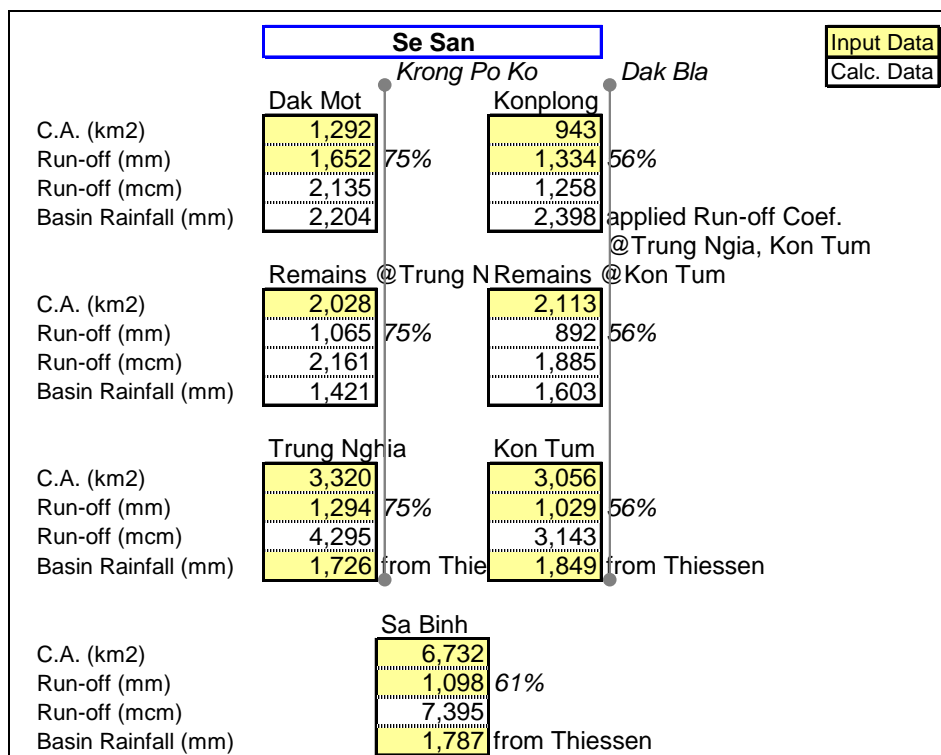 Se San
Input Data
Krong Po Ko Dak Bla
Calc. Data
Dak Mot Konplong
C.A. (km2) 1,292 943
Run-off (mm) 1,652 75% 1,334 56%
Run-off (mcm) 2,135 1,258
Basin Rainfall (mm) 2,204 2,398 applied Run-off Coef.
@Trung Ngia, Kon Tum
Remains @Trung N Remains @Kon Tum
C.A. (km2) 2,028 2,113
Run-off (mm) 1,065 75% 892 56%
Run-off (mcm) 2,161 1,885
Basin Rainfall (mm) 1,421 1,603
Trung Nghia Kon Tum
C.A. (km2) 3,320 3,056
Run-off (mm) 1,294 75% 1,029 56%
Run-off (mcm) 4,295 3,143
Basin Rainfall (mm) 1,726 from Thie 1,849 from Thiessen
Sa Binh
C.A. (km2) 6,732
Run-off (mm) 1,098 61%
Run-off (mcm) 7,395
Basin Rainfall (mm) 1,787 from Thiessen